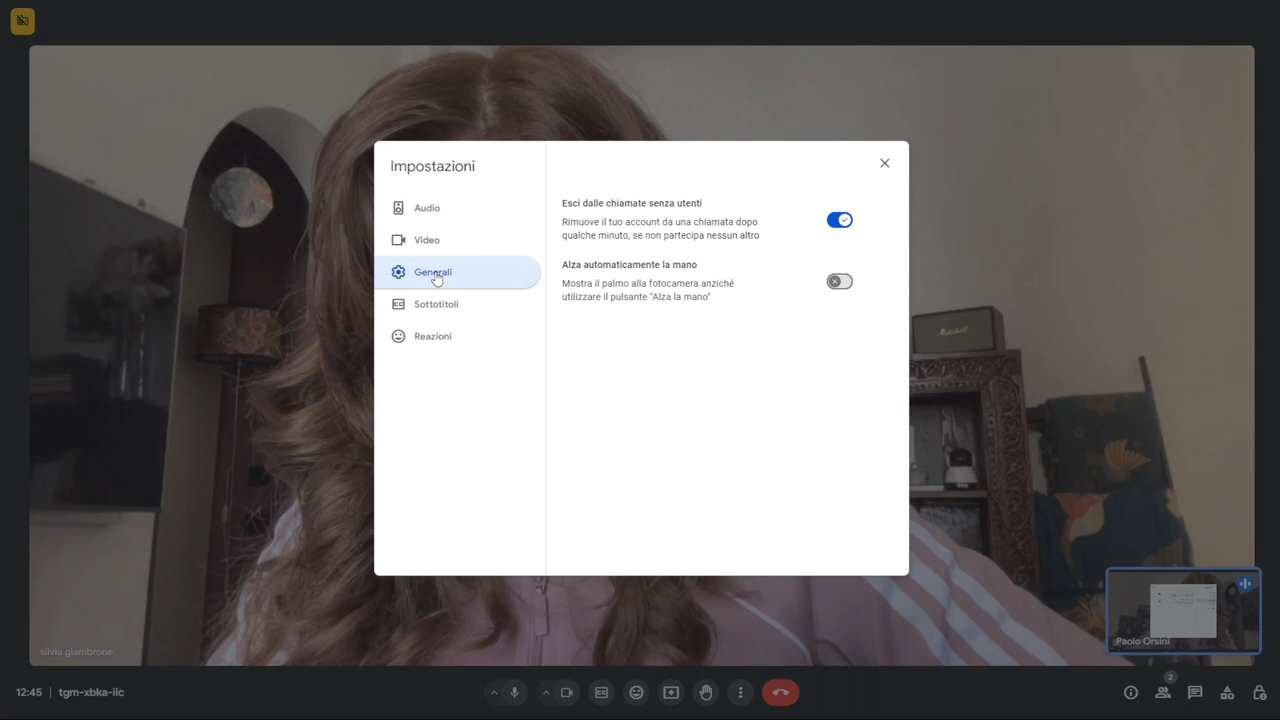 Impostazioni
Audio
Video
Generali
Sottotitoli
Reazioni
Esci dalle chiamate senza utenti
Rimuove il tuo account da una chiamata dopo
qualche minuto, se non partecipa nessun altro
Alza automaticamente la mano
Mostra il palmo alla fotocamera anziché
utilizzare il pulsante "Alza la mano"
Marshall
Paolo Orsini
silvia giambrone
12:45 | tgm-xbka-iic
2